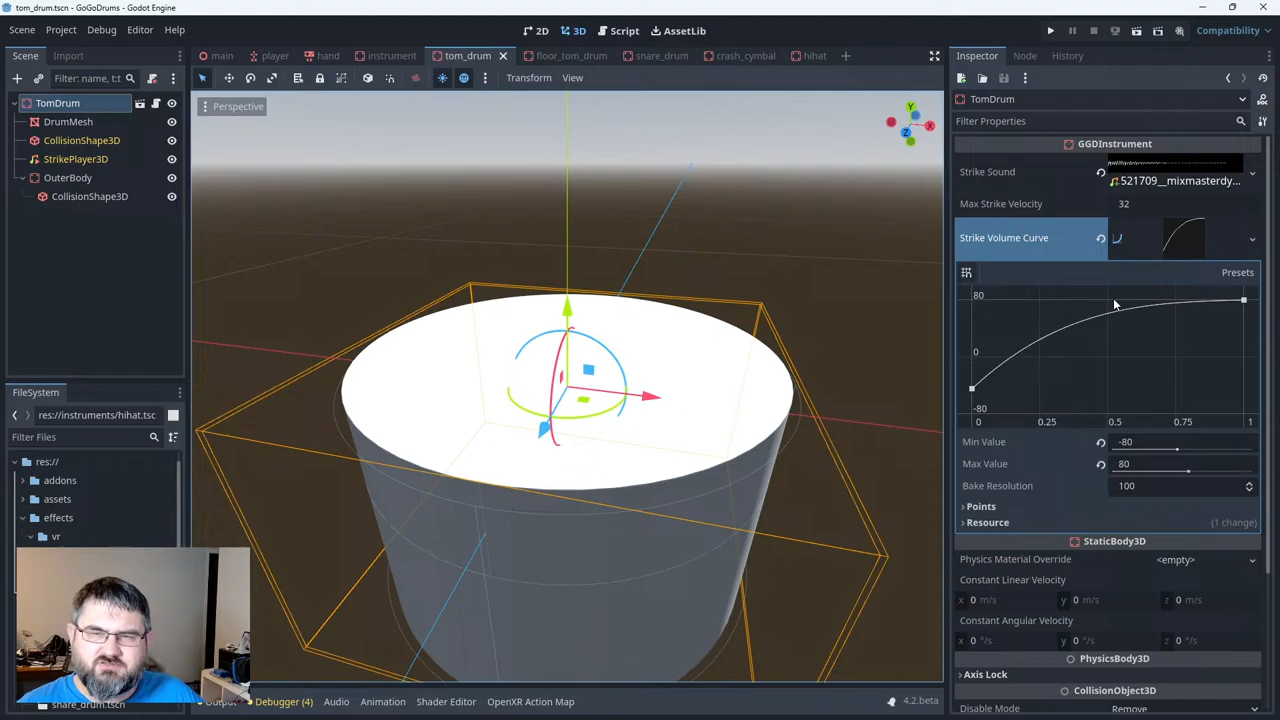 tom_drum.tscn - GoGoDrums - Godot Engine
Scene Project Debug Editor Help
2D 3D Script AssetLib
Compatibility
Scene Import
main player hand instrument tom_drum floor_tom_drum snare_drum crash_cymbal hihat
Inspector Node History
Filter: name, t:t
Transform View
TomDrum
DrumMesh
CollisionShape3D
StrikePlayer3D
OuterBody
CollisionShape3D
Perspective
Y
X
Z
TomDrum
Filter Properties
GGDInstrument
Strike Sound
521709__mixmasterdy...
Max Strike Velocity 32
Strike Volume Curve
Presets
80
0
-80
0 0.25 0.5 0.75 1
Min Value -80
Max Value 80
Bake Resolution 100
Points
Resource (1 change)
StaticBody3D
Physics Material Override <empty>
Constant Linear Velocity
x 0 m/s y 0 m/s z 0 m/s
Constant Angular Velocity
x 0 °/s y 0 °/s z 0 °/s
PhysicsBody3D
Axis Lock
CollisionObject3D
Disable Mode Remove
FileSystem
res://instruments/hihat.tsc
Filter Files
res://
addons
assets
effects
vr
snare_drum.tscn
Output Debugger (4) Audio Animation Shader Editor OpenXR Action Map
4.2.beta